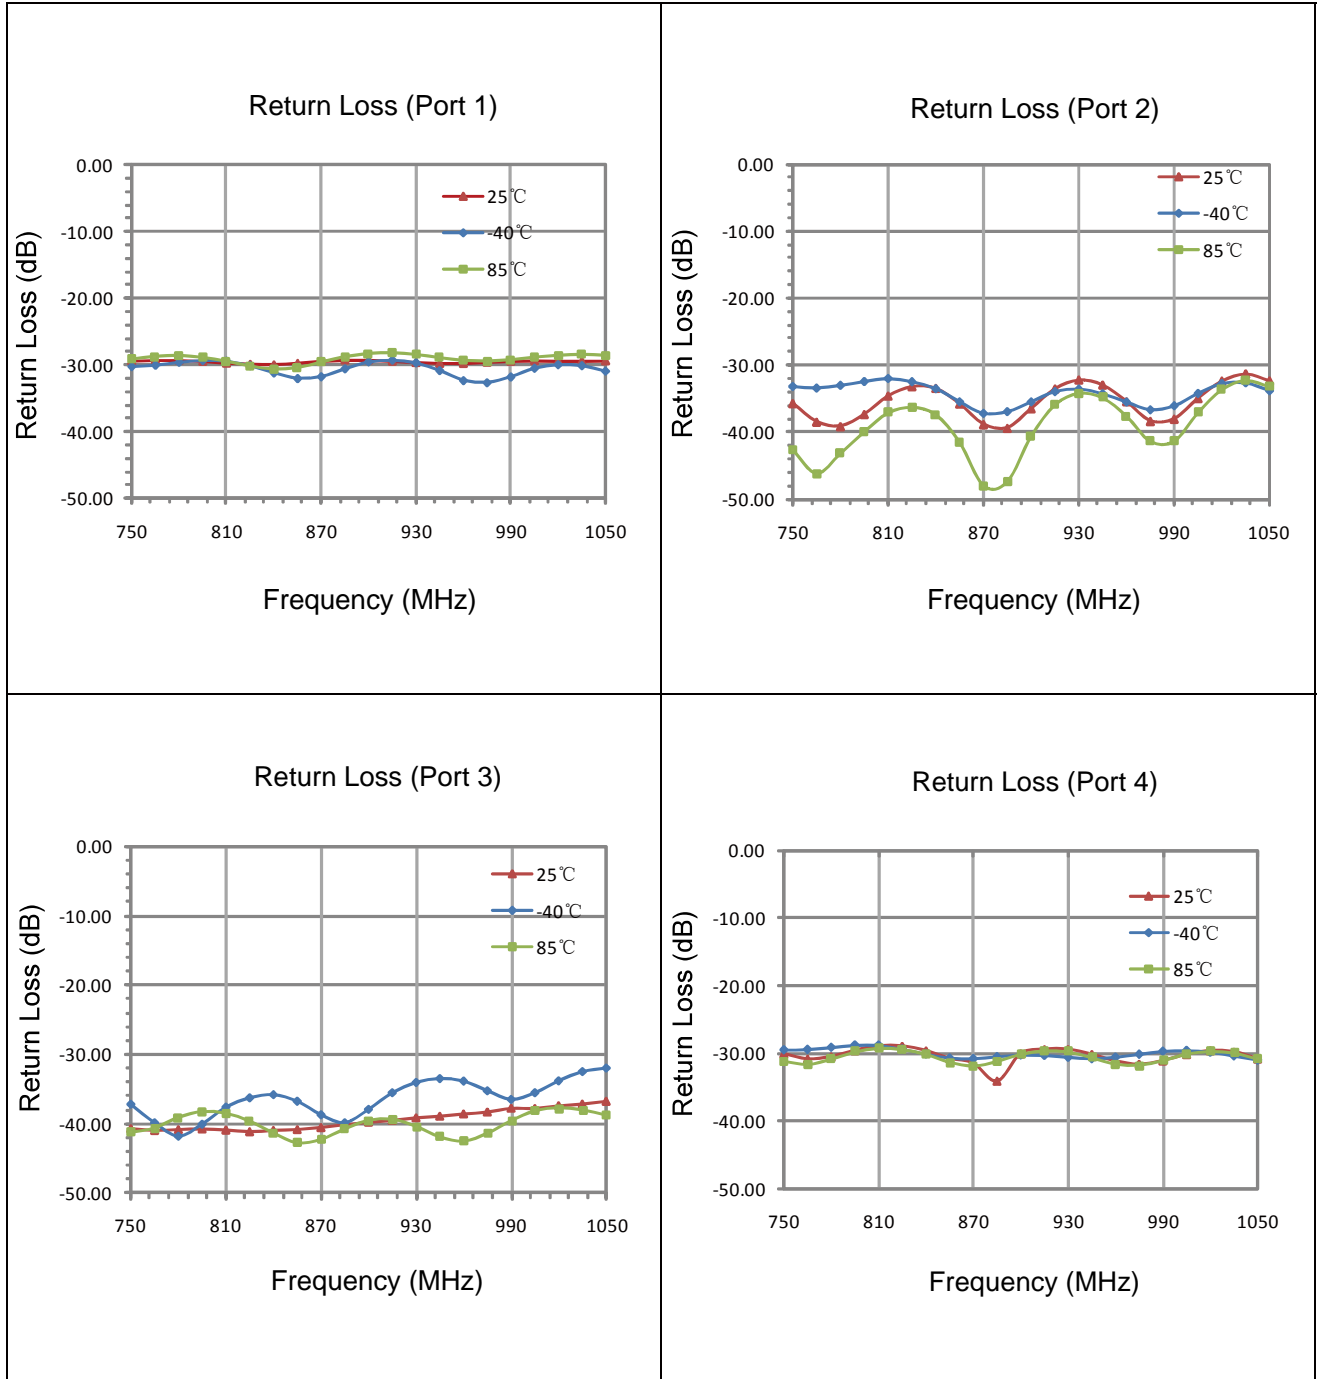 Return Loss (Port 1)
Return Loss (dB)
0.00
-10.00
-20.00
-30.00
-40.00
-50.00
25℃
-40℃
85℃
750 810 870 930 990 1050
Frequency (MHz)
Return Loss (Port 2)
Return Loss (dB)
0.00
-10.00
-20.00
-30.00
-40.00
-50.00
25℃
-40℃
85℃
750 810 870 930 990 1050
Frequency (MHz)
Return Loss (Port 3)
Return Loss (dB)
0.00
-10.00
-20.00
-30.00
-40.00
-50.00
25℃
-40℃
85℃
750 810 870 930 990 1050
Frequency (MHz)
Return Loss (Port 4)
Return Loss (dB)
0.00
-10.00
-20.00
-30.00
-40.00
-50.00
25℃
-40℃
85℃
750 810 870 930 990 1050
Frequency (MHz)